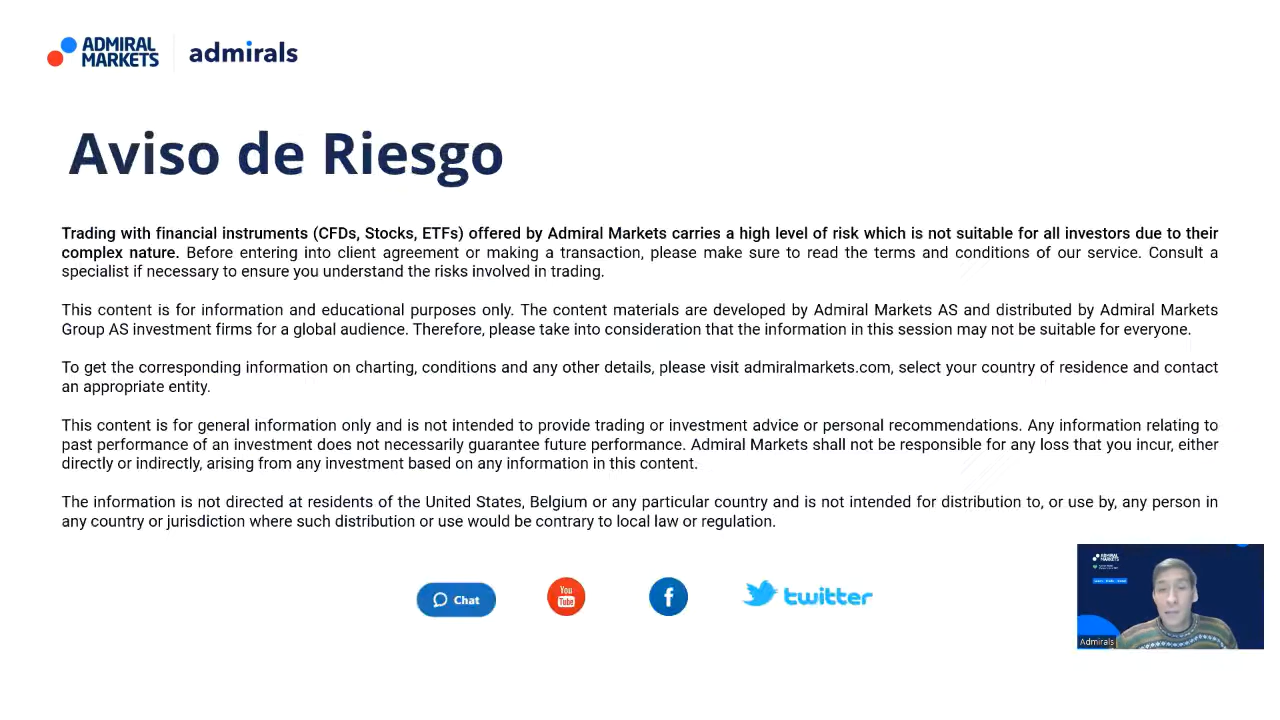 ADMIRAL
MARKETS
admirals
Aviso de Riesgo
Trading with financial instruments (CFDs, Stocks, ETFs) offered by Admiral Markets carries a high level of risk which is not suitable for all investors due to their
complex nature. Before entering into client agreement or making a transaction, please make sure to read the terms and conditions of our service. Consult a
specialist if necessary to ensure you understand the risks involved in trading.
This content is for information and educational purposes only. The content materials are developed by Admiral Markets AS and distributed by Admiral Markets
Group AS investment firms for a global audience. Therefore, please take into consideration that the information in this session may not be suitable for everyone.
To get the corresponding information on charting, conditions and any other details, please visit admiralmarkets.com, select your country of residence and contact
an appropriate entity.
This content is for general information only and is not intended to provide trading or investment advice or personal recommendations. Any information relating to
past performance of an investment does not necessarily guarantee future performance. Admiral Markets shall not be responsible for any loss that you incur, either
directly or indirectly, arising from any investment based on any information in this content.
The information is not directed at residents of the United States, Belgium or any particular country and is not intended for distribution to, or use by, any person in
any country or jurisdiction where such distribution or use would be contrary to local law or regulation.
Chat
You
Tube
f
twitter
ADMIRAL
MARKETS
Admirals